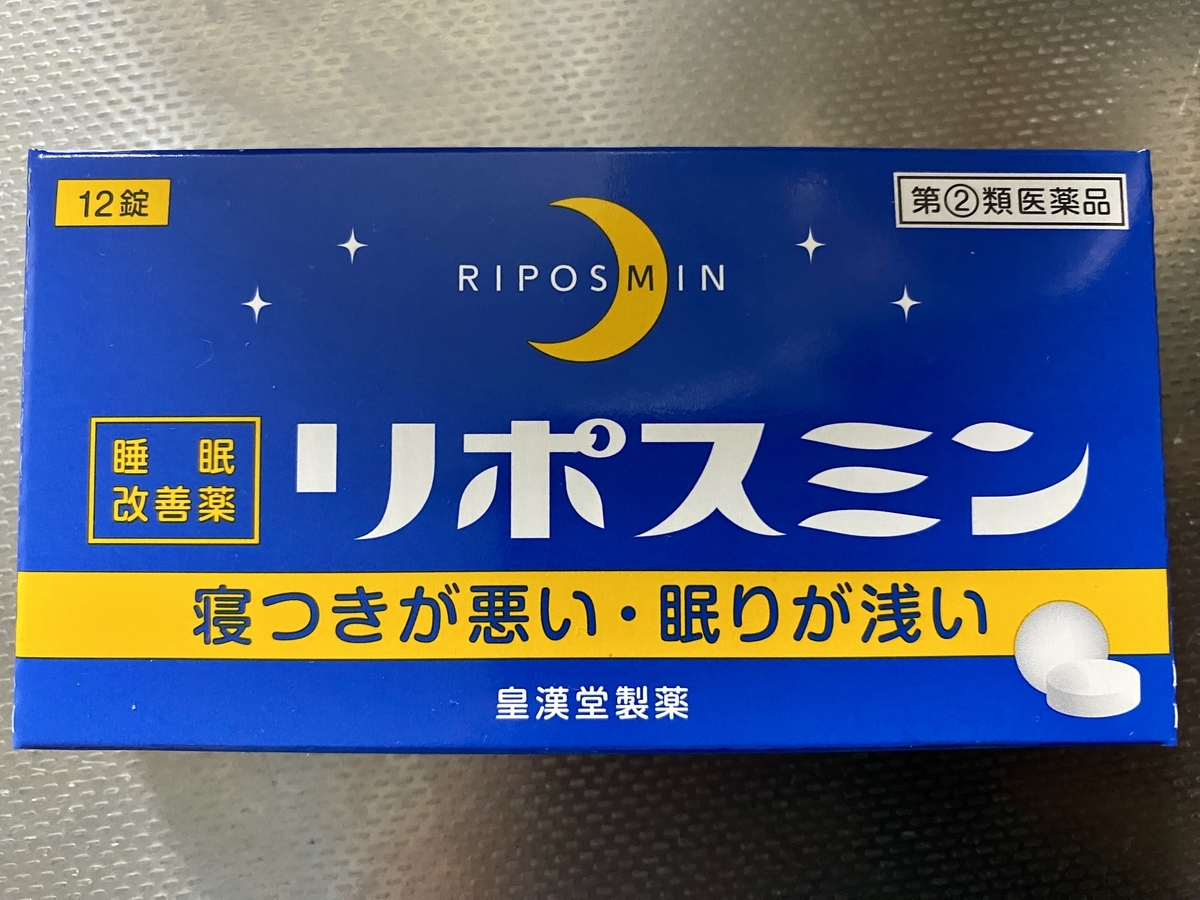 12錠
第②類医薬品
RIPOSMIN
睡眠
改善薬
リポスミン
寝つきが悪い・眠りが浅い
皇漢堂製薬